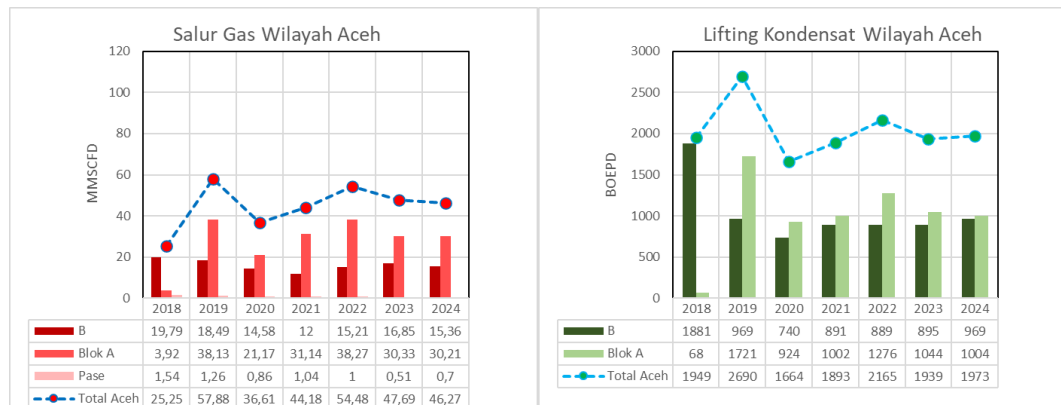 Salur Gas Wilayah Aceh
120
100
80
60
40
20
0
MMSCFD
2018 2019 2020 2021 2022 2023 2024
B 19,79 18,49 14,58 12 15,21 16,85 15,36
Blok A 3,92 38,13 21,17 31,14 38,27 30,33 30,21
Pase 1,54 1,26 0,86 1,04 1 0,51 0,7
Total Aceh 25,25 57,88 36,61 44,18 54,48 47,69 46,27
Lifting Kondensat Wilayah Aceh
3000
2500
2000
1500
1000
500
0
BOEPD
2018 2019 2020 2021 2022 2023 2024
B 1881 969 740 891 889 895 969
Blok A 68 1721 924 1002 1276 1044 1004
Total Aceh 1949 2690 1664 1893 2165 1939 1973